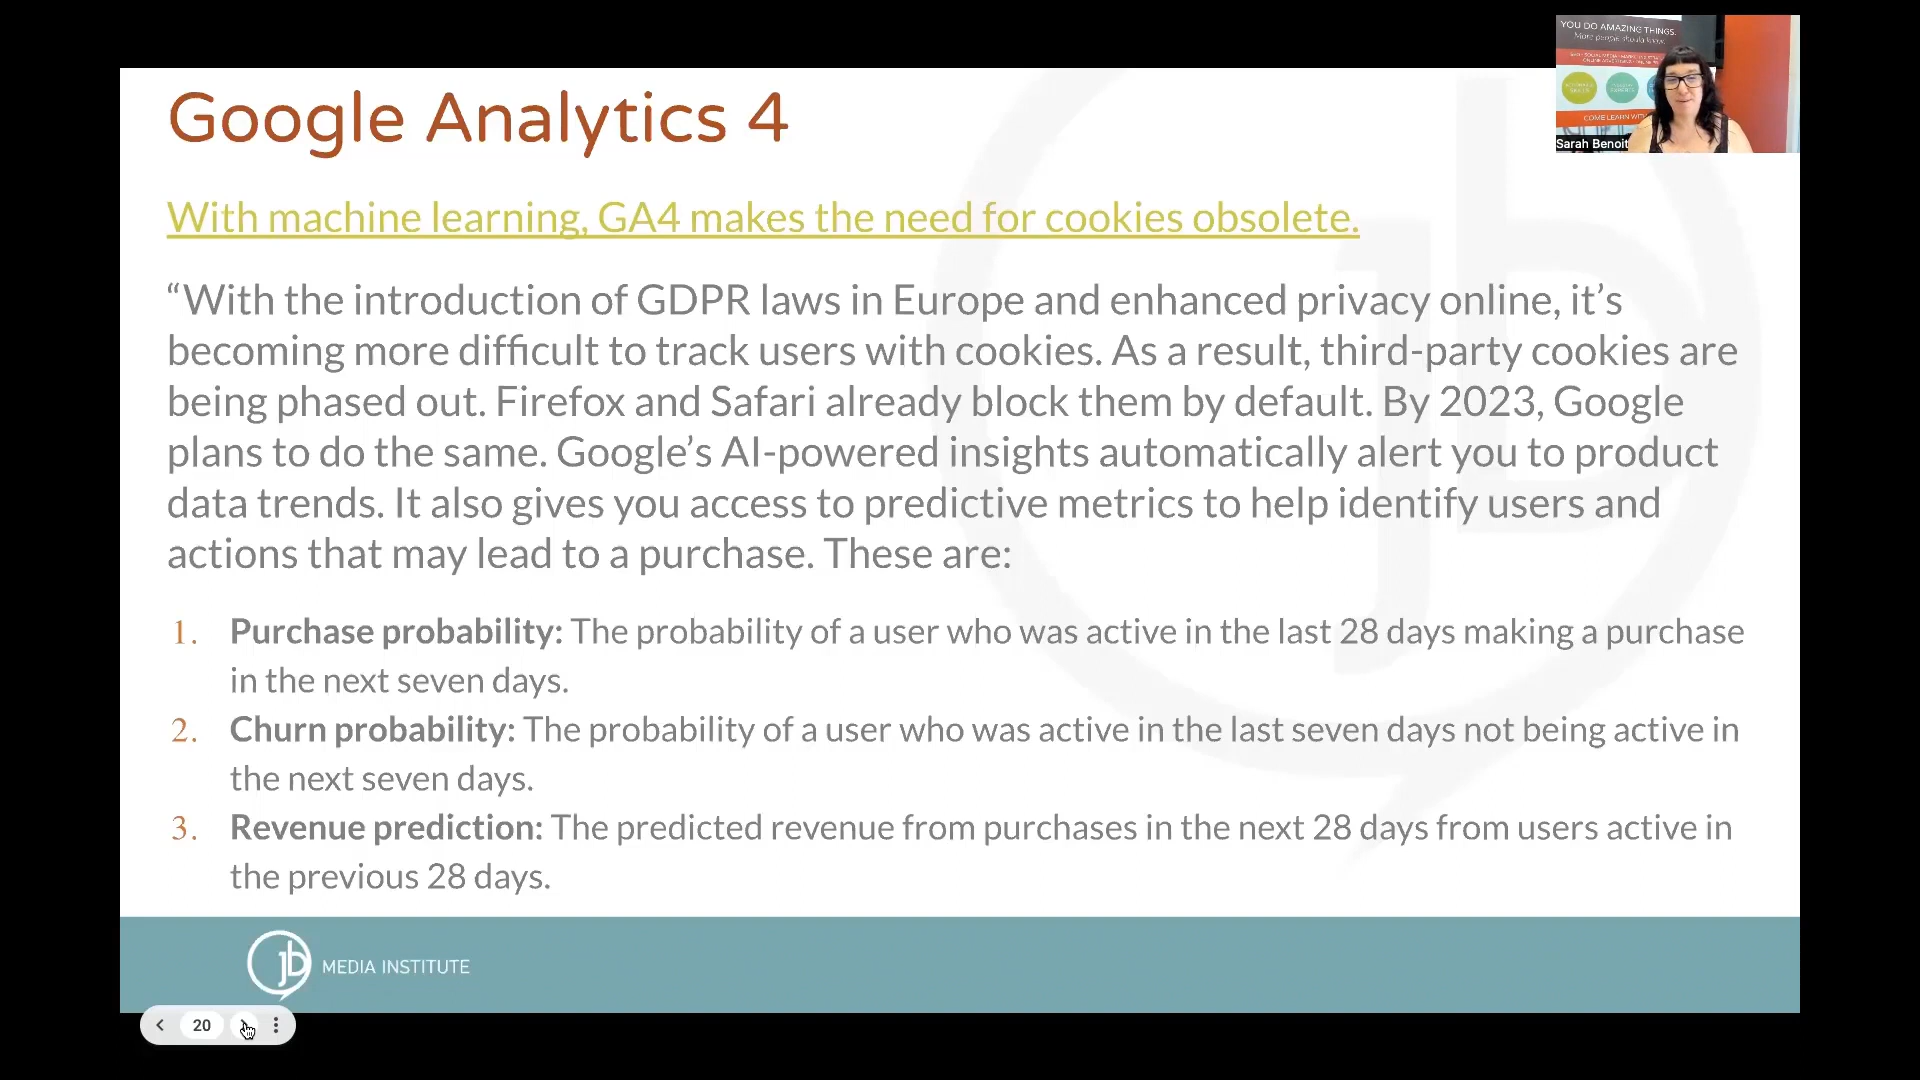 YOU DO AMAZING THINGS.
More people should know.
COME LEARN WITH
Sarah Benoit
Google Analytics 4
With machine learning, GA4 makes the need for cookies obsolete.
“With the introduction of GDPR laws in Europe and enhanced privacy online, it’s
becoming more difficult to track users with cookies. As a result, third-party cookies are
being phased out. Firefox and Safari already block them by default. By 2023, Google
plans to do the same. Google’s AI-powered insights automatically alert you to product
data trends. It also gives you access to predictive metrics to help identify users and
actions that may lead to a purchase. These are:
1. Purchase probability: The probability of a user who was active in the last 28 days making a purchase
in the next seven days.
2. Churn probability: The probability of a user who was active in the last seven days not being active in
the next seven days.
3. Revenue prediction: The predicted revenue from purchases in the next 28 days from users active in
the previous 28 days.
jb MEDIA INSTITUTE
20